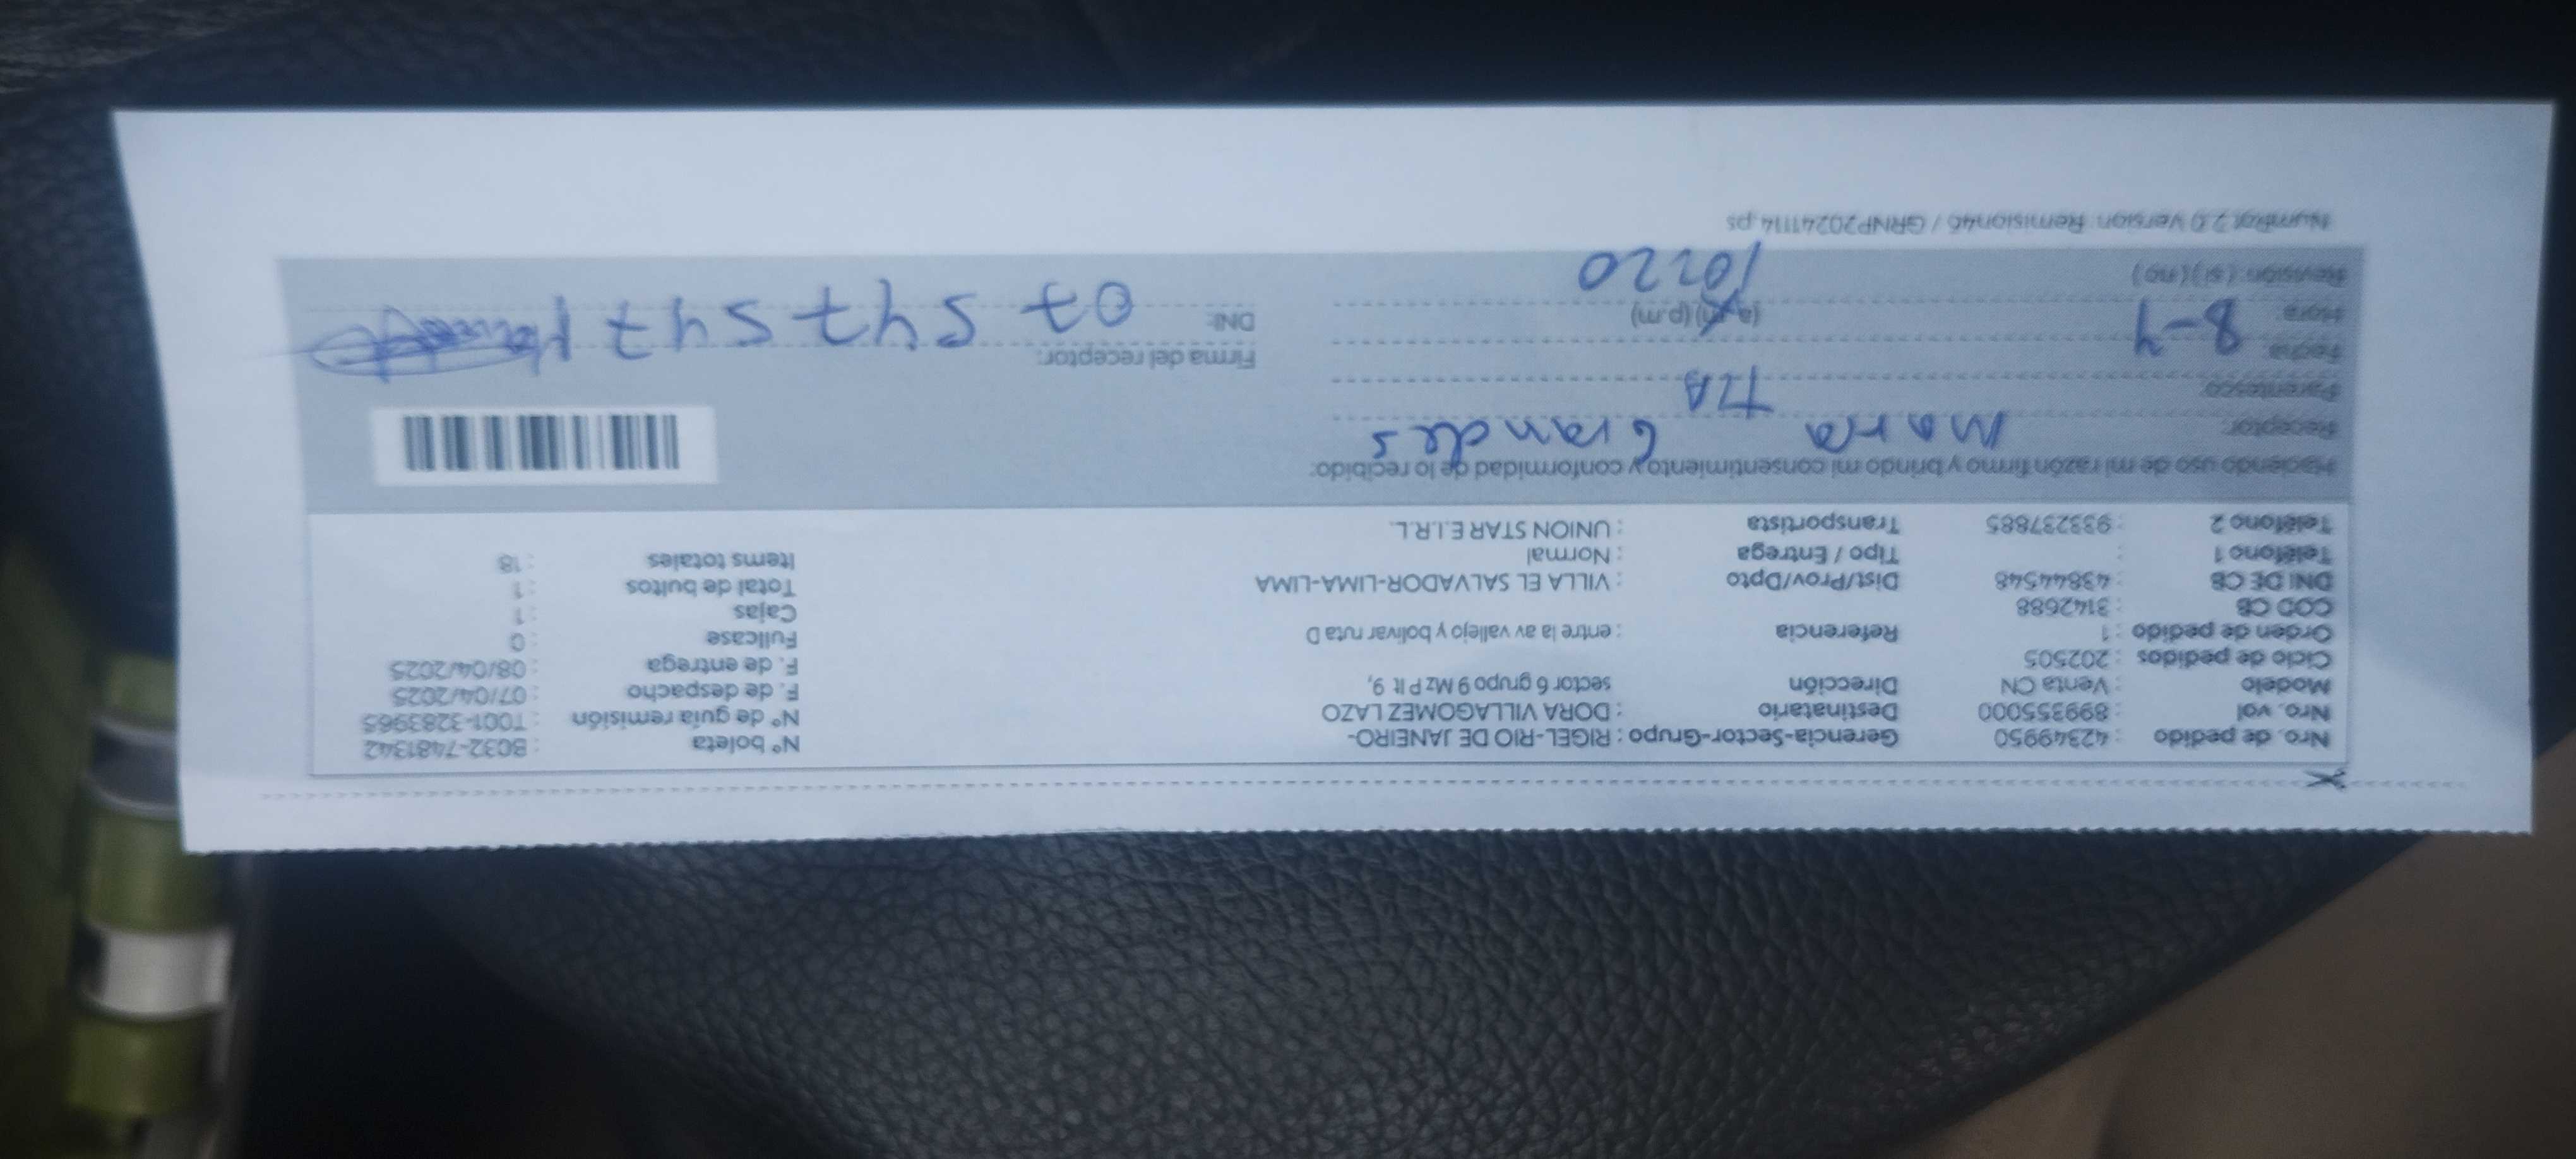 Nro. de pedido : 42349950 Gerencia-Sector-Grupo : RIGEL-RIO DE JANEIRO- N° boleta : B032-7481342
Nro. vol : 899355000 Destinatario : DORA VILLAGOMEZ LAZO N° de guía remisión : T001-3283965
Modelo : Venta CN Dirección sector 6 grupo 9 Mz P lt 9, F. de despacho : 07/04/2025
Ciclo de pedidos : 202505 F. de entrega : 08/04/2025
Orden de pedido : 1 Referencia : entre la av vallejo y bolivar ruta D Fullcase : 0
COD CB : 3142688 Cajas : 1
DNI DE CB : 43844548 Dist/Prov/Dpto : VILLA EL SALVADOR-LIMA-LIMA Total de bultos : 1
Teléfono 1 : Tipo / Entrega : Normal Items totales : 18
Teléfono 2 : 933237885 Transportista : UNION STAR E.I.R.L.
Haciendo uso de mi razón firmo y brindo mi consentimiento y conformidad de lo recibido:
Receptor: Maria Grandes
Parentesco: TIA
Fecha: 8-4 Firma del receptor:
Hora: (a.m) (p.m) DNI: 07547547
Revisión: (si) (no) 10:20
NumRot 2.0 Version: Remision46 / GRNP20241114.ps